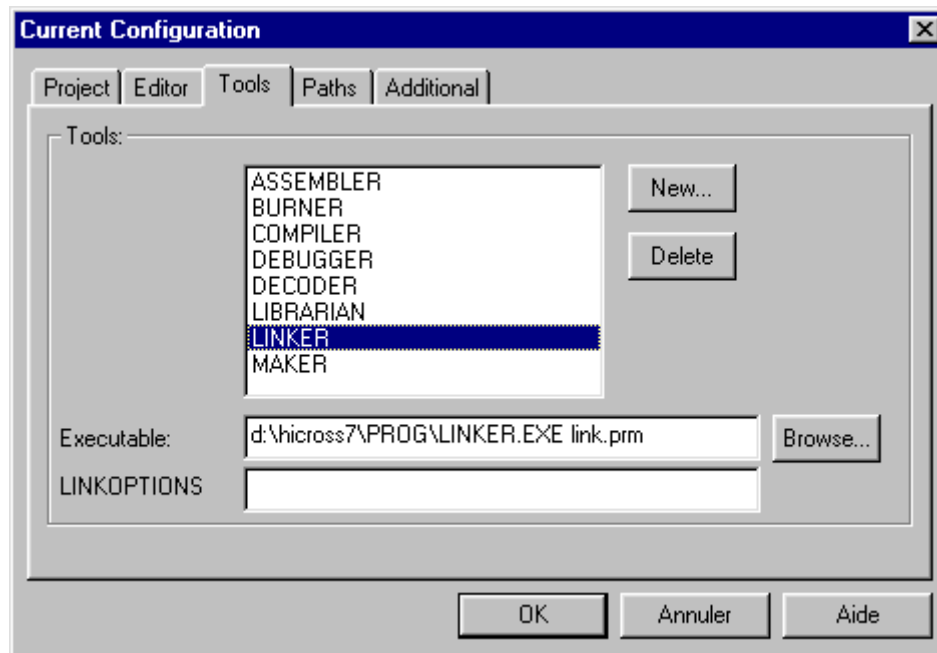 Current Configuration
Project Editor Tools Paths Additional
Tools:
ASSEMBLER
BURNER
COMPILER
DEBUGGER
DECODER
LIBRARIAN
LINKER
MAKER
New...
Delete
Executable: d:\hicross7\PROG\LINKER.EXE link.prm Browse...
LINKOPTIONS
OK Annuler Aide